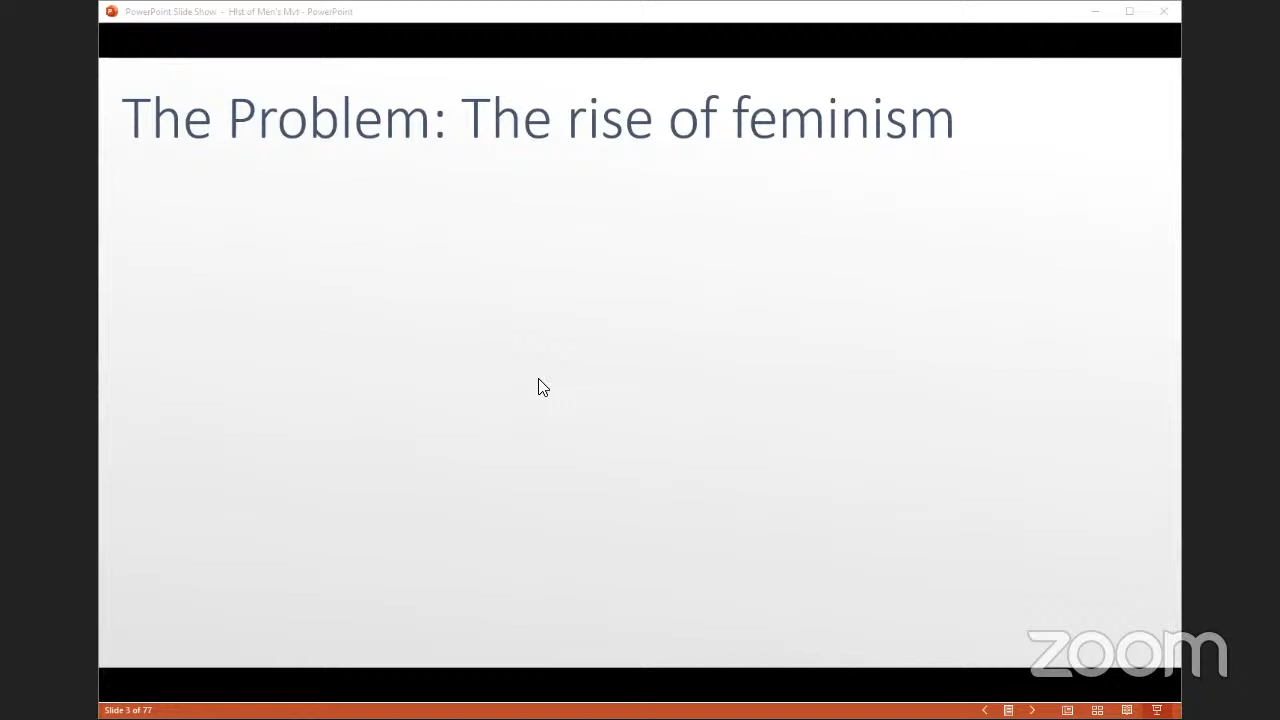 PowerPoint Slide Show - Hist of Men's Mvt - PowerPoint
The Problem: The rise of feminism
zoom
Slide 3 of 77